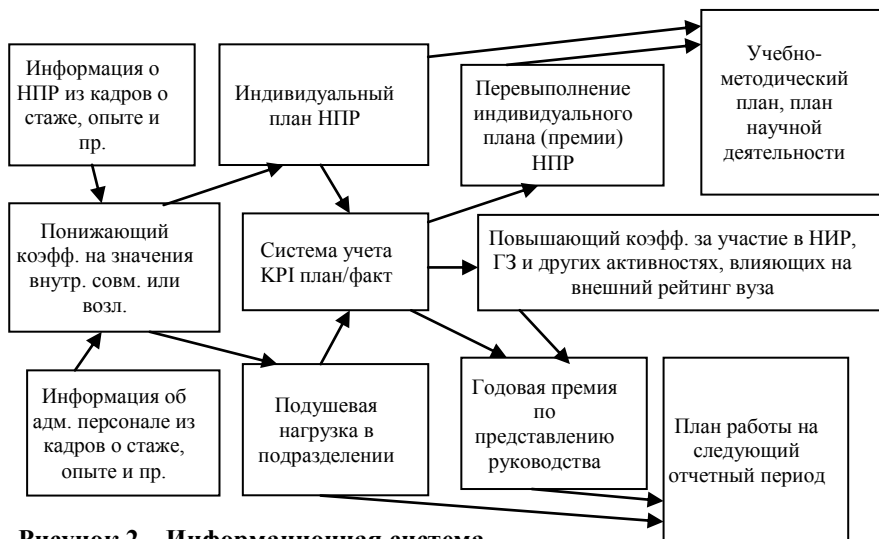 Информация о
НПР из кадров о
стаже, опыте и
пр.
Индивидуальный
план НПР
Перевыполнение
индивидуального
плана (премии)
НПР
Учебно-
методический
план, план
научной
деятельности
Понижающий
коэфф. на значения
внутр. совм. или
возл.
Система учета
KPI план/факт
Повышающий коэфф. за участие в НИР,
ГЗ и других активностях, влияющих на
внешний рейтинг вуза
Информация об
адм. персонале из
кадров о стаже,
опыте и пр.
Подушевая
нагрузка в
подразделении
Годовая премия
по
представлению
руководства
План работы на
следующий
отчетный период
Рисунок 2 – Информационная система